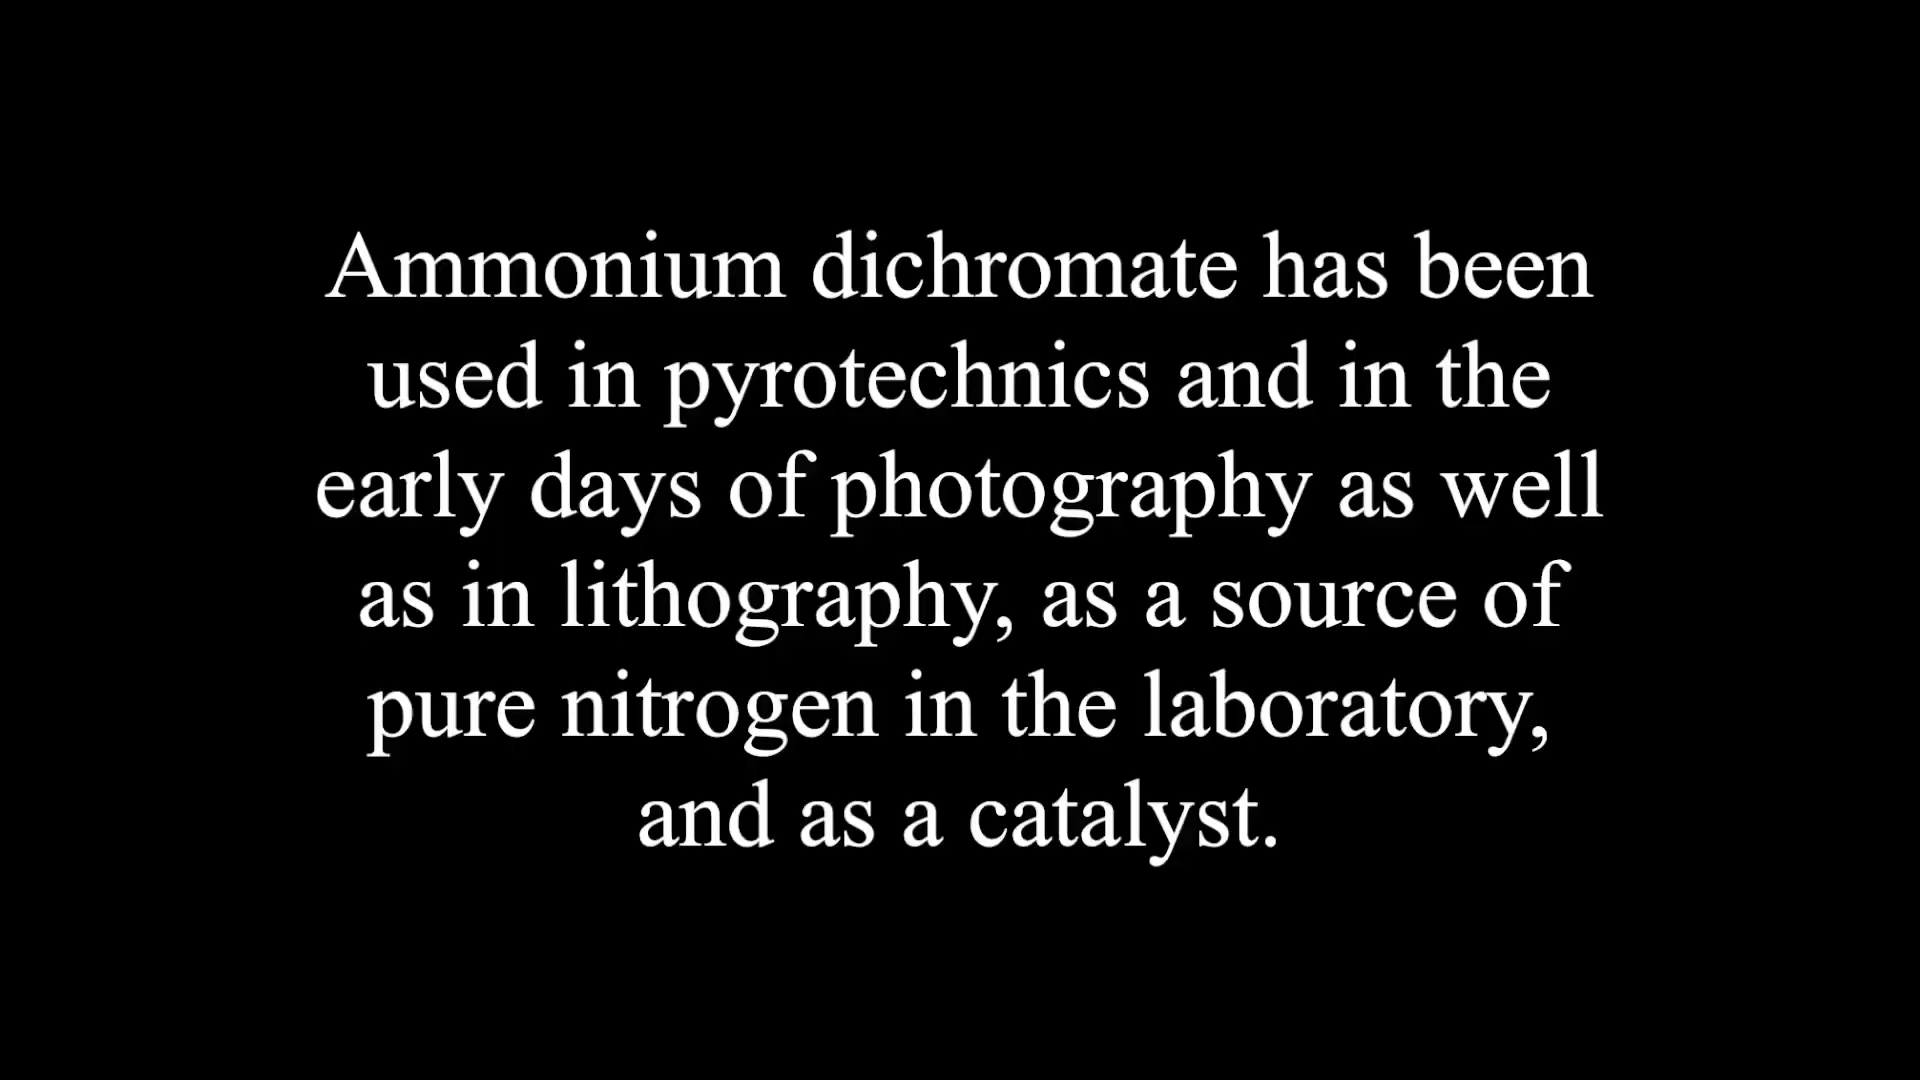 Ammonium dichromate has been
used in pyrotechnics and in the
early days of photography as well
as in lithography, as a source of
pure nitrogen in the laboratory,
and as a catalyst.